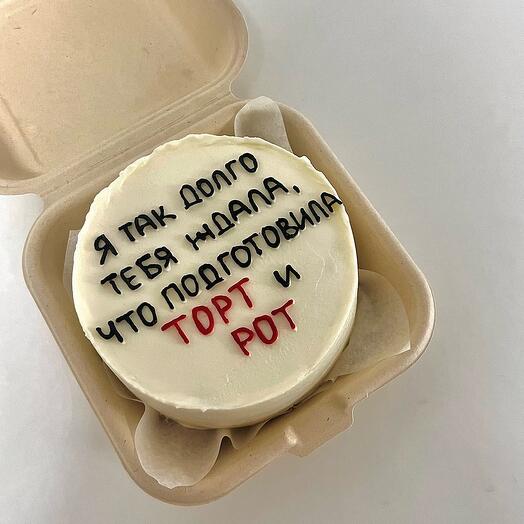 Я ТАК ДОЛГО
ТЕБЯ ЖДАЛА,
ЧТО ПОДГОТОВИЛА
ТОРТ И
РОТ